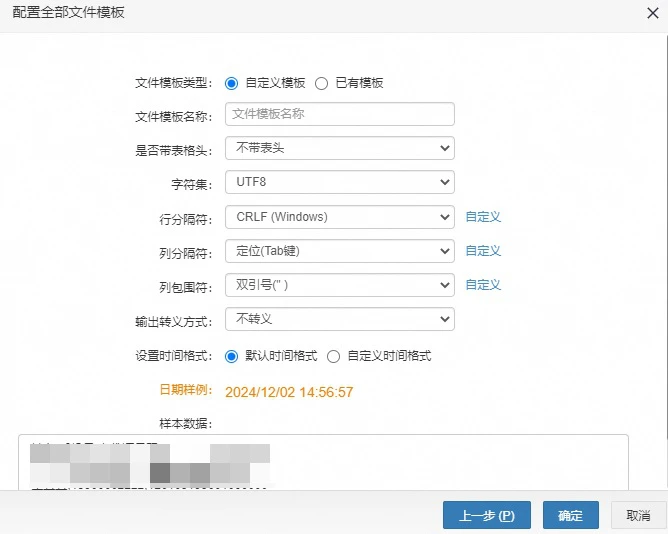 配置全部文件模板
文件模板类型: 自定义模板 已有模板
文件模板名称: 文件模板名称
是否带表格头: 不带表头
字符集: UTF8
行分隔符: CRLF (Windows) 自定义
列分隔符: 定位(Tab键) 自定义
列包围符: 双引号(" ) 自定义
输出转义方式: 不转义
设置时间格式: 默认时间格式 自定义时间格式
日期样例: 2024/12/02 14:56:57
样本数据:
上一步 (P) 确定 取消